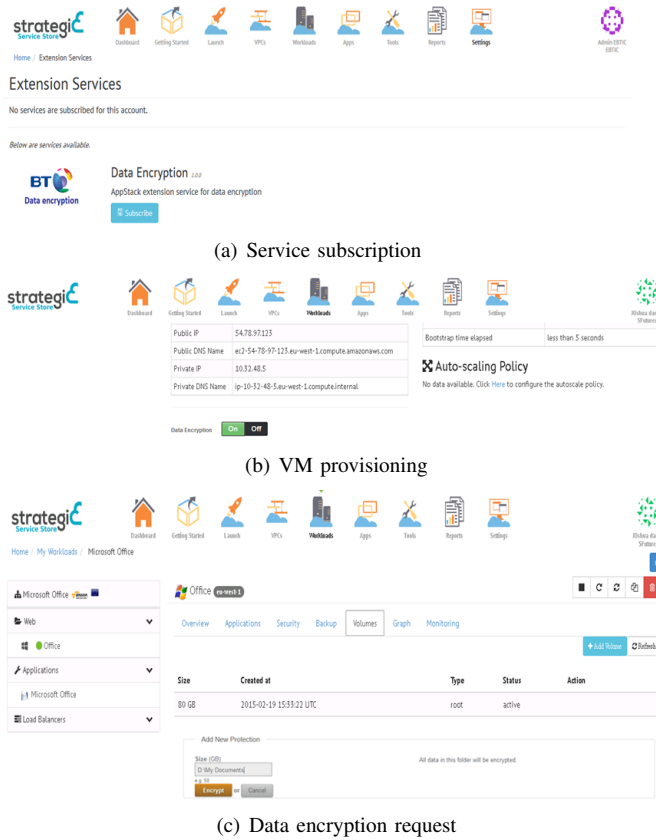 strategiC
Service Store
Dashboard Getting Started Launch VPCs Workloads Apps Tools Reports Settings
Admin EBTIC
EBTIC
Home / Extension Services
Extension Services
No services are subscribed for this account.
Below are services available.
BT
Data encryption
Data Encryption 1.0.0
AppStack extension service for data encryption
Subscribe
(a) Service subscription
strategiC
Service Store
Dashboard Getting Started Launch VPCs Workloads Apps Tools Reports Settings
Public IP 54.78.97.123
Public DNS Name ec2-54-78-97-123.eu-west-1.compute.amazonaws.com
Private IP 10.32.48.5
Private DNS Name ip-10-32-48-5.eu-west-1.compute.internal
Bootstrap time elapsed less than 5 seconds
Auto-scaling Policy
No data available. Click Here to configure the autoscale policy.
Data Encryption On Off
(b) VM provisioning
strategiC
Service Store
Dashboard Getting Started Launch VPCs Workloads Apps Tools Reports Settings
Home / My Workloads / Microsoft Office
Microsoft Office
Web
Office
Applications
Microsoft Office
Load Balancers
Office eu-west-1
Overview Applications Security Backup Volumes Graph Monitoring
+Add Volume Refresh
Size Created at Type Status Action
80 GB 2015-02-19 15:33:22 UTC root active
Add New Protection
Size (GB)
D:\My Documents
e.g. 10
Encrypt or Cancel
All data in this folder will be encrypted.
(c) Data encryption request